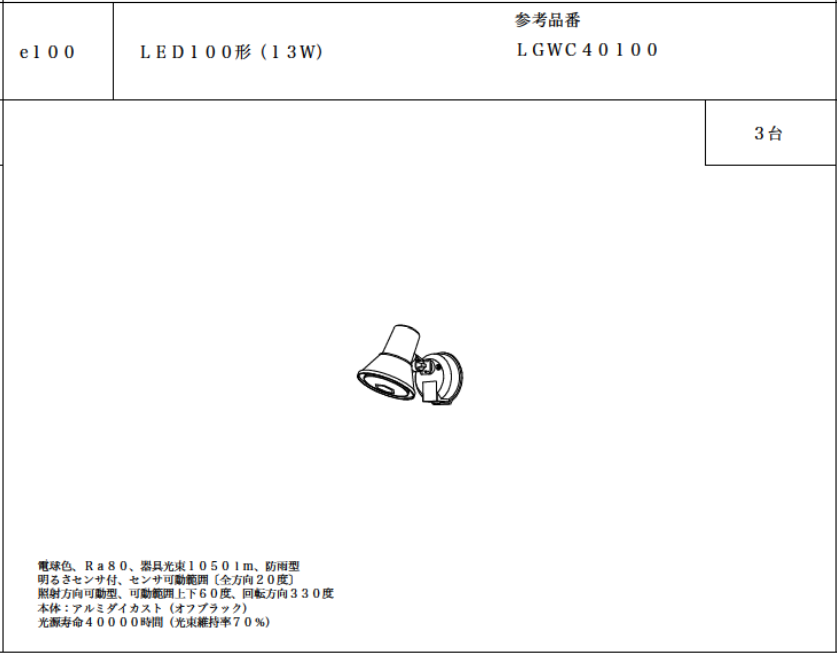 参考品番
e100
LED100形(13W)
LGWC40100
3台
電球色、Ra80、器具光束1050lm、防雨型
明るさセンサ付、センサ可動範囲〔全方向20度〕
照射方向可動型、可動範囲上下60度、回転方向330度
本体:アルミダイカスト(オフブラック)
光源寿命40000時間(光束維持率70%)